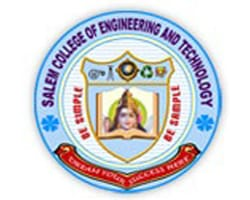 SALEM COLLEGE OF ENGINEERING AND TECHNOLOGY
BE SIMPLE
BE SAMPLE
DREAM YOUR SUCCESS HERE